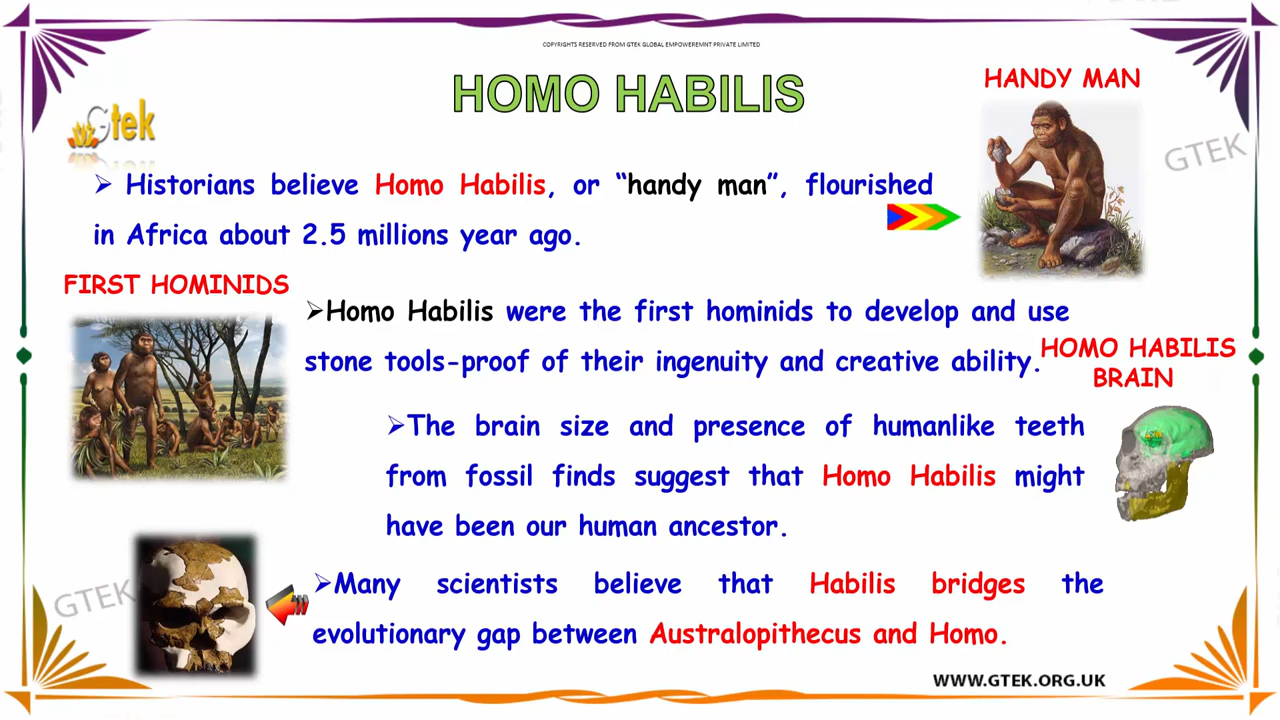 COPYRIGHTS RESERVED FROM GTEK GLOBAL EMPOWEREMNT PRIVATE LIMITED
HOMO HABILIS
HANDY MAN
Gtek
GTEK
➢ Historians believe Homo Habilis, or “handy man”, flourished
in Africa about 2.5 millions year ago.
FIRST HOMINIDS
➢Homo Habilis were the first hominids to develop and use
stone tools-proof of their ingenuity and creative ability.
HOMO HABILIS
BRAIN
➢The brain size and presence of humanlike teeth
from fossil finds suggest that Homo Habilis might
have been our human ancestor.
GTEK
➢Many scientists believe that Habilis bridges the
evolutionary gap between Australopithecus and Homo.
WWW.GTEK.ORG.UK